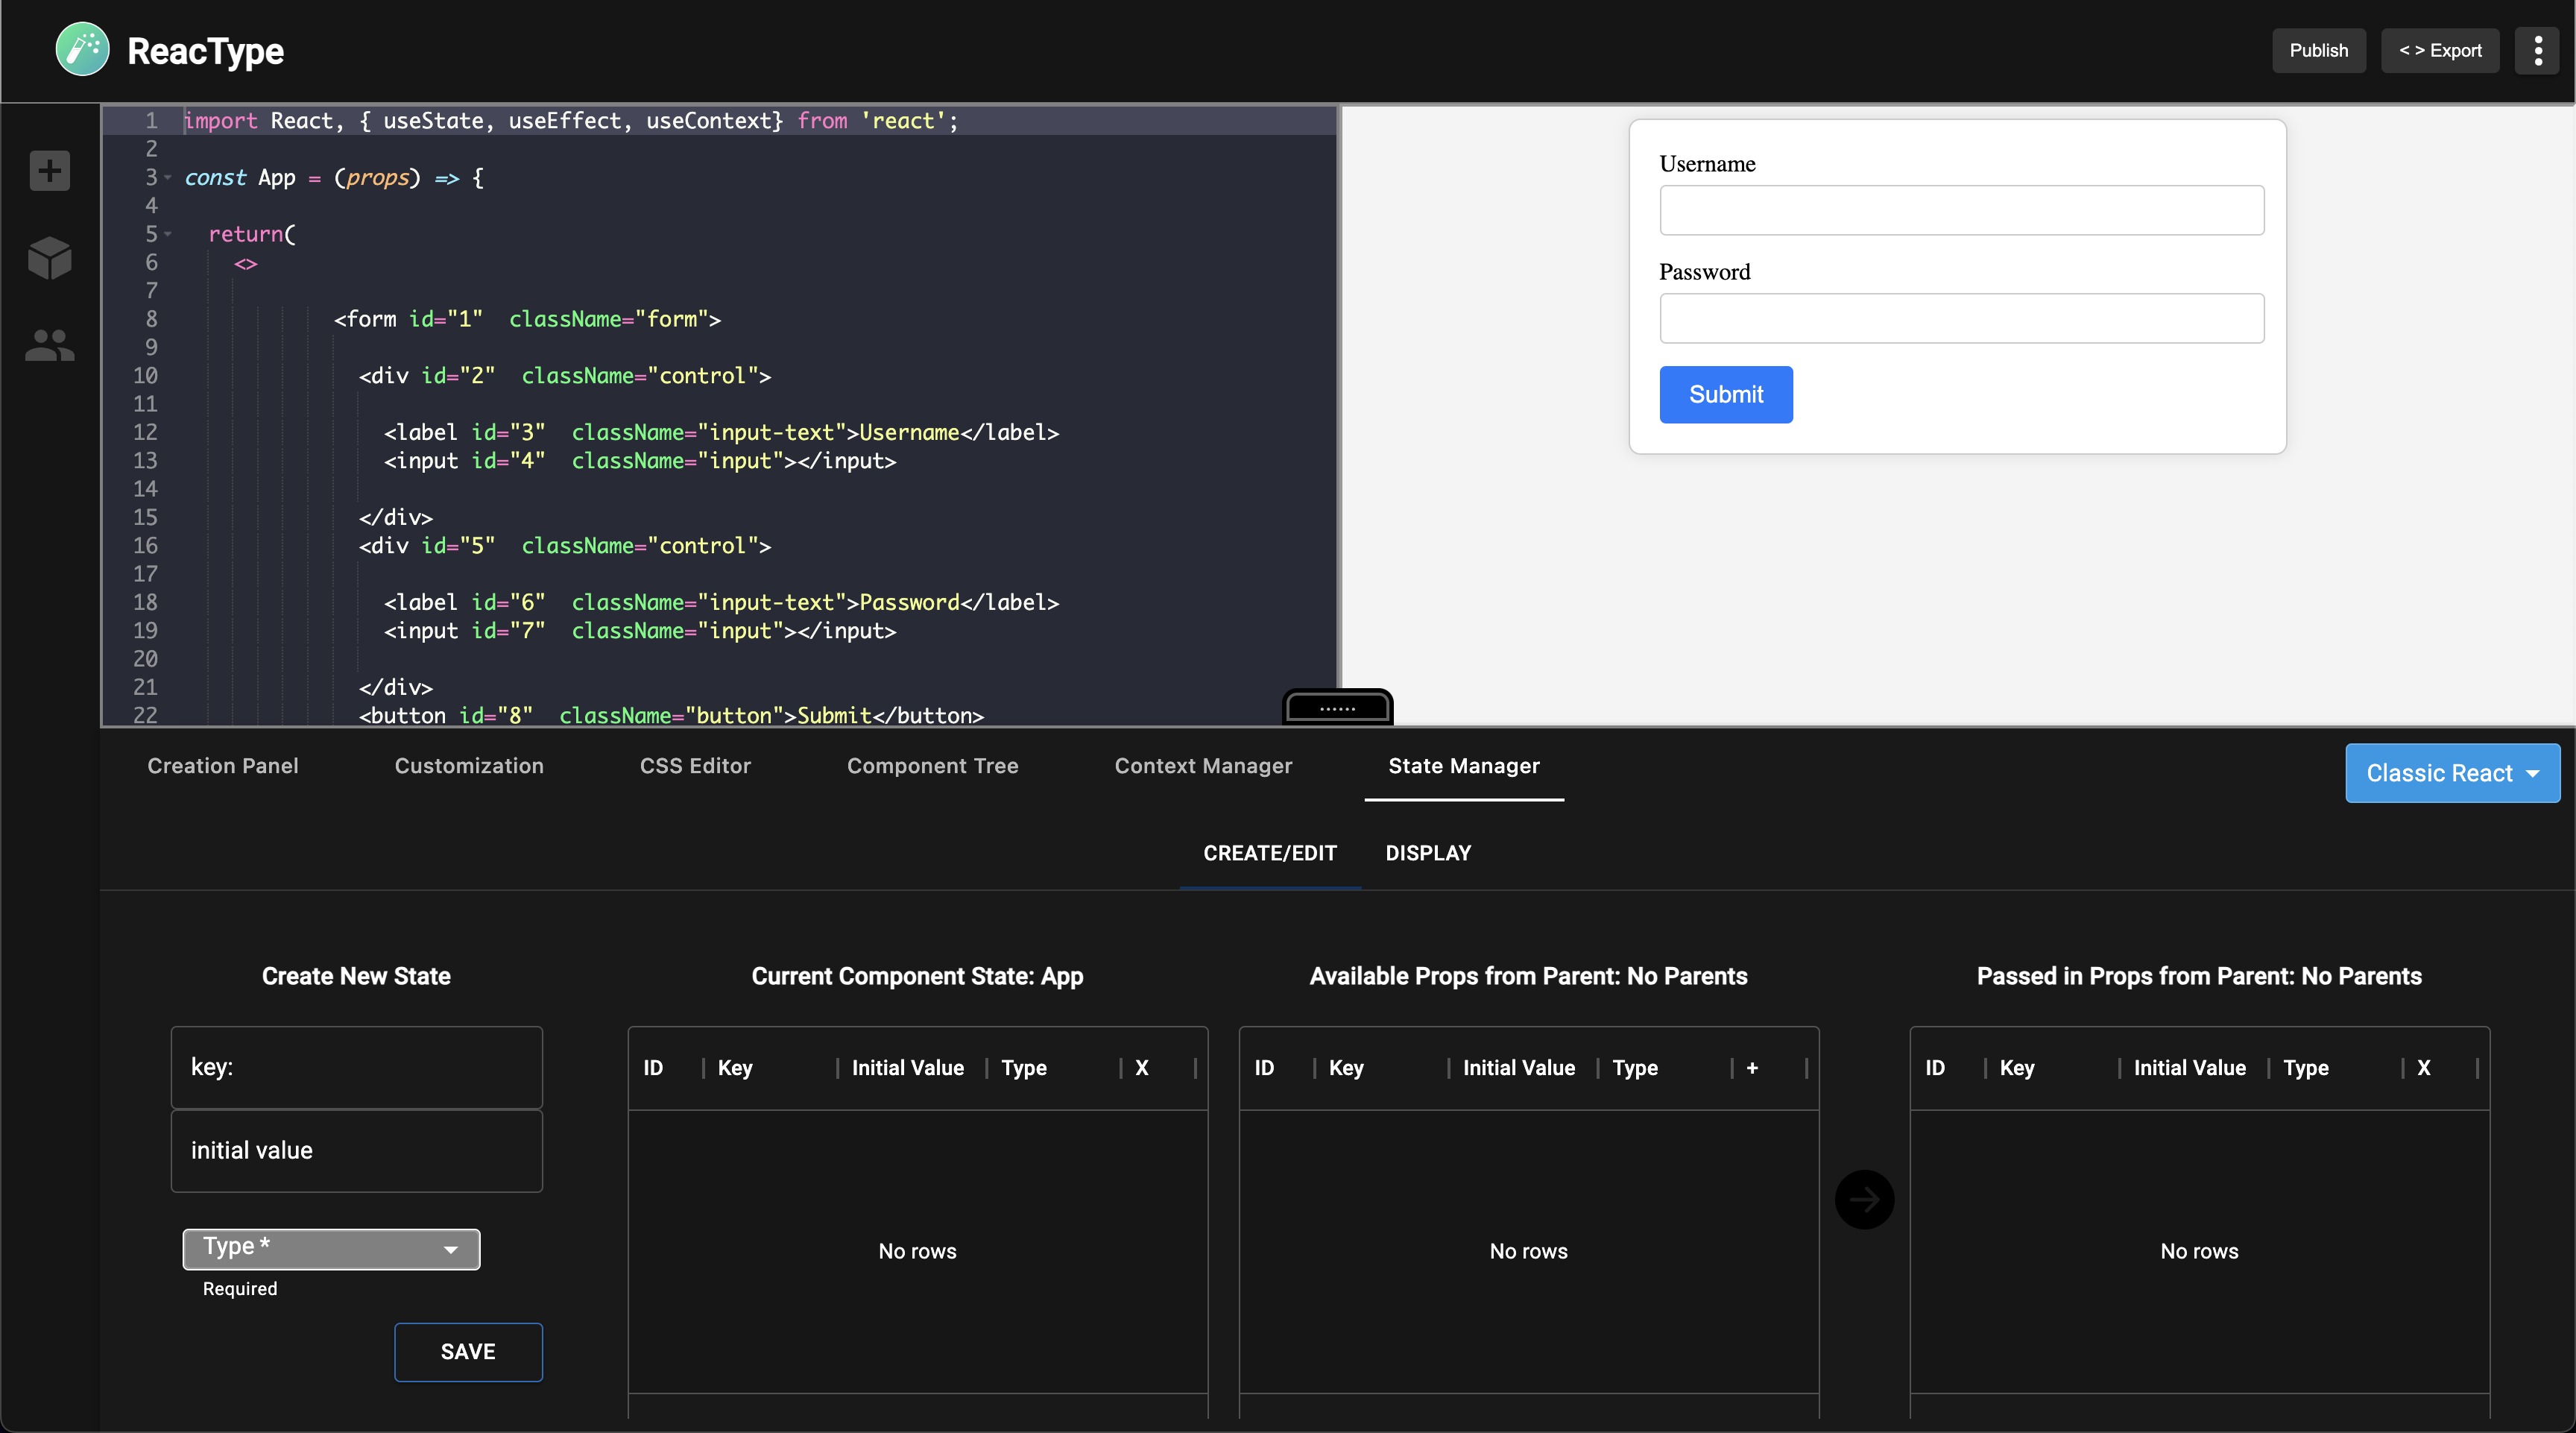 ReacType
Publish
< > Export
1 import React, { useState, useEffect, useContext} from 'react';
2
3 const App = (props) => {
4
5 return(
6 <>
7
8 <form id="1" className="form">
9
10 <div id="2" className="control">
11
12 <label id="3" className="input-text">Username</label>
13 <input id="4" className="input"></input>
14
15 </div>
16 <div id="5" className="control">
17
18 <label id="6" className="input-text">Password</label>
19 <input id="7" className="input"></input>
20
21 </div>
22 <button id="8" className="button">Submit</button>
Username
Password
Submit
Creation Panel Customization CSS Editor Component Tree Context Manager State Manager
Classic React
CREATE/EDIT DISPLAY
Create New State
key:
initial value
Type *
Required
SAVE
Current Component State: App
ID Key Initial Value Type X
No rows
Available Props from Parent: No Parents
ID Key Initial Value Type +
No rows
Passed in Props from Parent: No Parents
ID Key Initial Value Type X
No rows